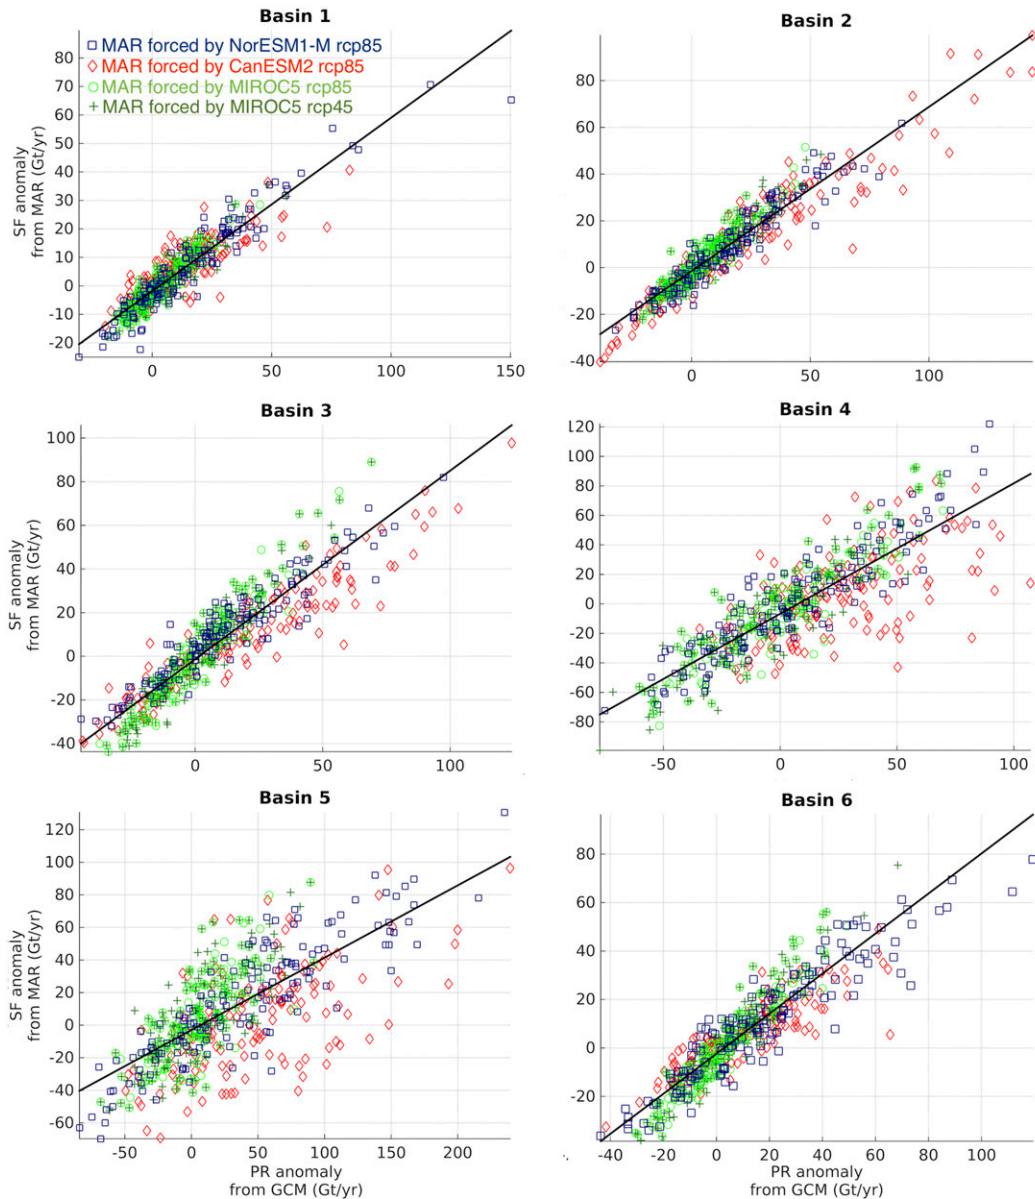 Basin 1
80
70
60
50
40
30
20
10
0
-10
-20
SF anomaly
from MAR (Gt/yr)
MAR forced by NorESM1-M rcp85
MAR forced by CanESM2 rcp85
MAR forced by MIROC5 rcp85
MAR forced by MIROC5 rcp45
0 50 100 150
Basin 2
80
60
40
20
0
-20
-40
0 50 100
Basin 3
100
80
60
40
20
0
-20
-40
SF anomaly
from MAR (Gt/yr)
0 50 100
Basin 4
120
100
80
60
40
20
0
-20
-40
-60
-80
-50 0 50 100
Basin 5
120
100
80
60
40
20
0
-20
-40
-60
SF anomaly
from MAR (Gt/yr)
-50 0 50 100 150 200
PR anomaly
from GCM (Gt/yr)
Basin 6
80
60
40
20
0
-20
-40 -20 0 20 40 60 80 100
PR anomaly
from GCM (Gt/yr)